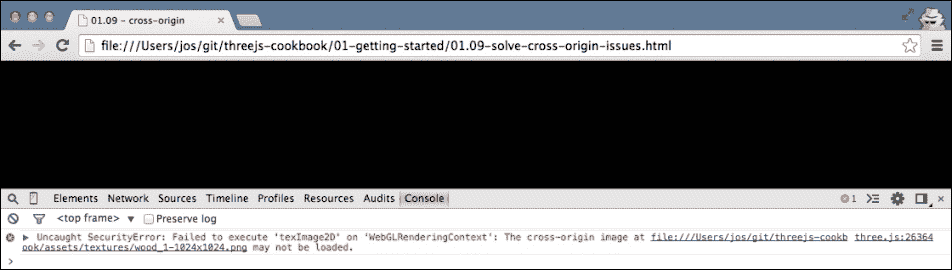 01.09 - cross-origin
file:///Users/jos/git/threejs-cookbook/01-getting-started/01.09-solve-cross-origin-issues.html
Elements Network Sources Timeline Profiles Resources Audits Console 1
<top frame> Preserve log
Uncaught SecurityError: Failed to execute 'texImage2D' on 'WebGLRenderingContext': The cross-origin image at file:///Users/jos/git/threejs-cookb three.js:26364
ook/assets/textures/wood_1-1024x1024.png may not be loaded.